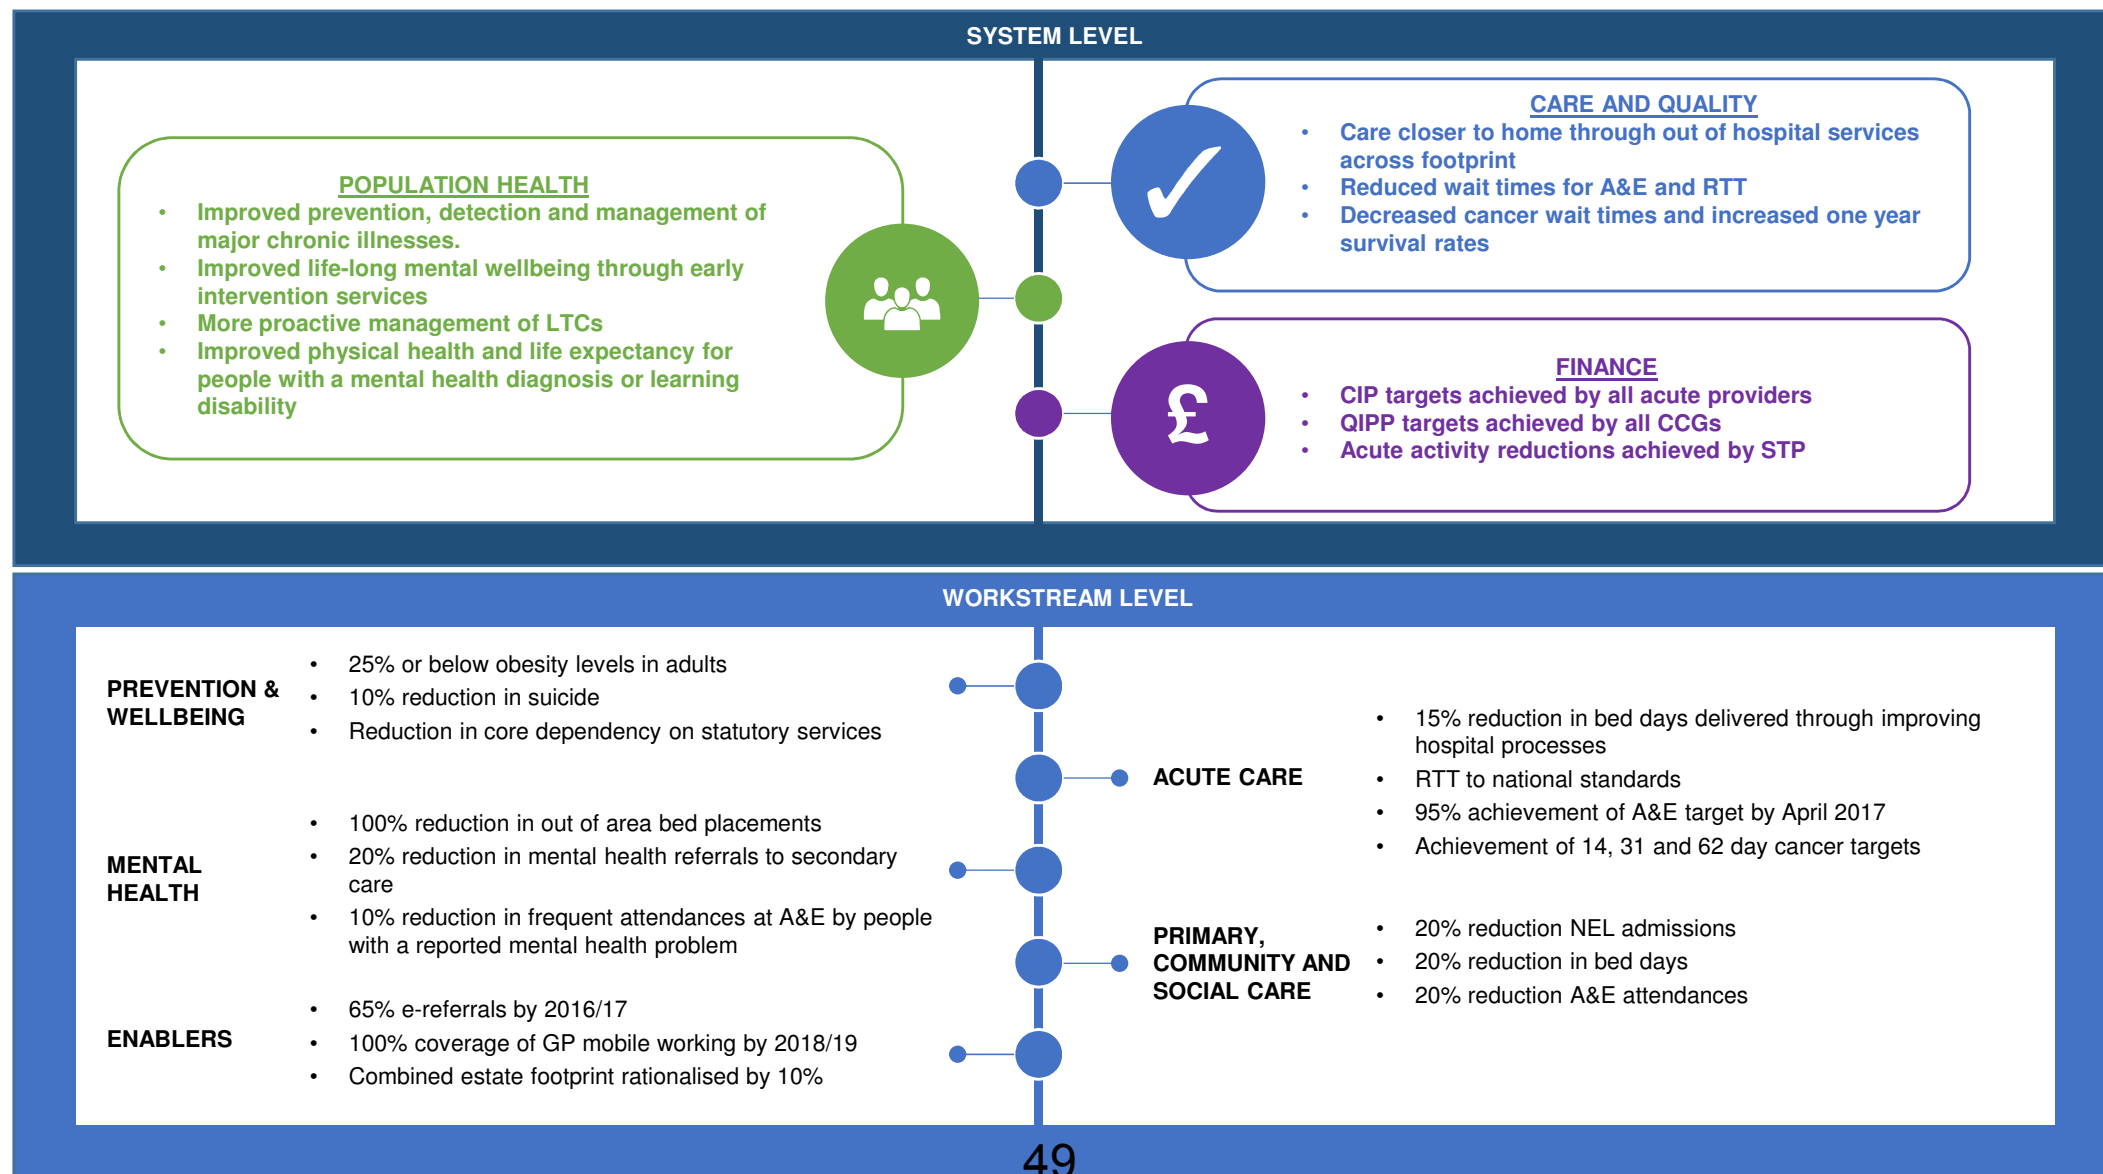 SYSTEM LEVEL
POPULATION HEALTH
• Improved prevention, detection and management of
major chronic illnesses.
• Improved life-long mental wellbeing through early
intervention services
• More proactive management of LTCs
• Improved physical health and life expectancy for
people with a mental health diagnosis or learning
disability
CARE AND QUALITY
• Care closer to home through out of hospital services
across footprint
• Reduced wait times for A&E and RTT
• Decreased cancer wait times and increased one year
survival rates
£
FINANCE
• CIP targets achieved by all acute providers
• QIPP targets achieved by all CCGs
• Acute activity reductions achieved by STP
WORKSTREAM LEVEL
PREVENTION &
WELLBEING
• 25% or below obesity levels in adults
• 10% reduction in suicide
• Reduction in core dependency on statutory services
ACUTE CARE
• 15% reduction in bed days delivered through improving
hospital processes
• RTT to national standards
• 95% achievement of A&E target by April 2017
• Achievement of 14, 31 and 62 day cancer targets
MENTAL
HEALTH
• 100% reduction in out of area bed placements
• 20% reduction in mental health referrals to secondary
care
• 10% reduction in frequent attendances at A&E by people
with a reported mental health problem
PRIMARY,
COMMUNITY AND
SOCIAL CARE
• 20% reduction NEL admissions
• 20% reduction in bed days
• 20% reduction A&E attendances
ENABLERS
• 65% e-referrals by 2016/17
• 100% coverage of GP mobile working by 2018/19
• Combined estate footprint rationalised by 10%
49